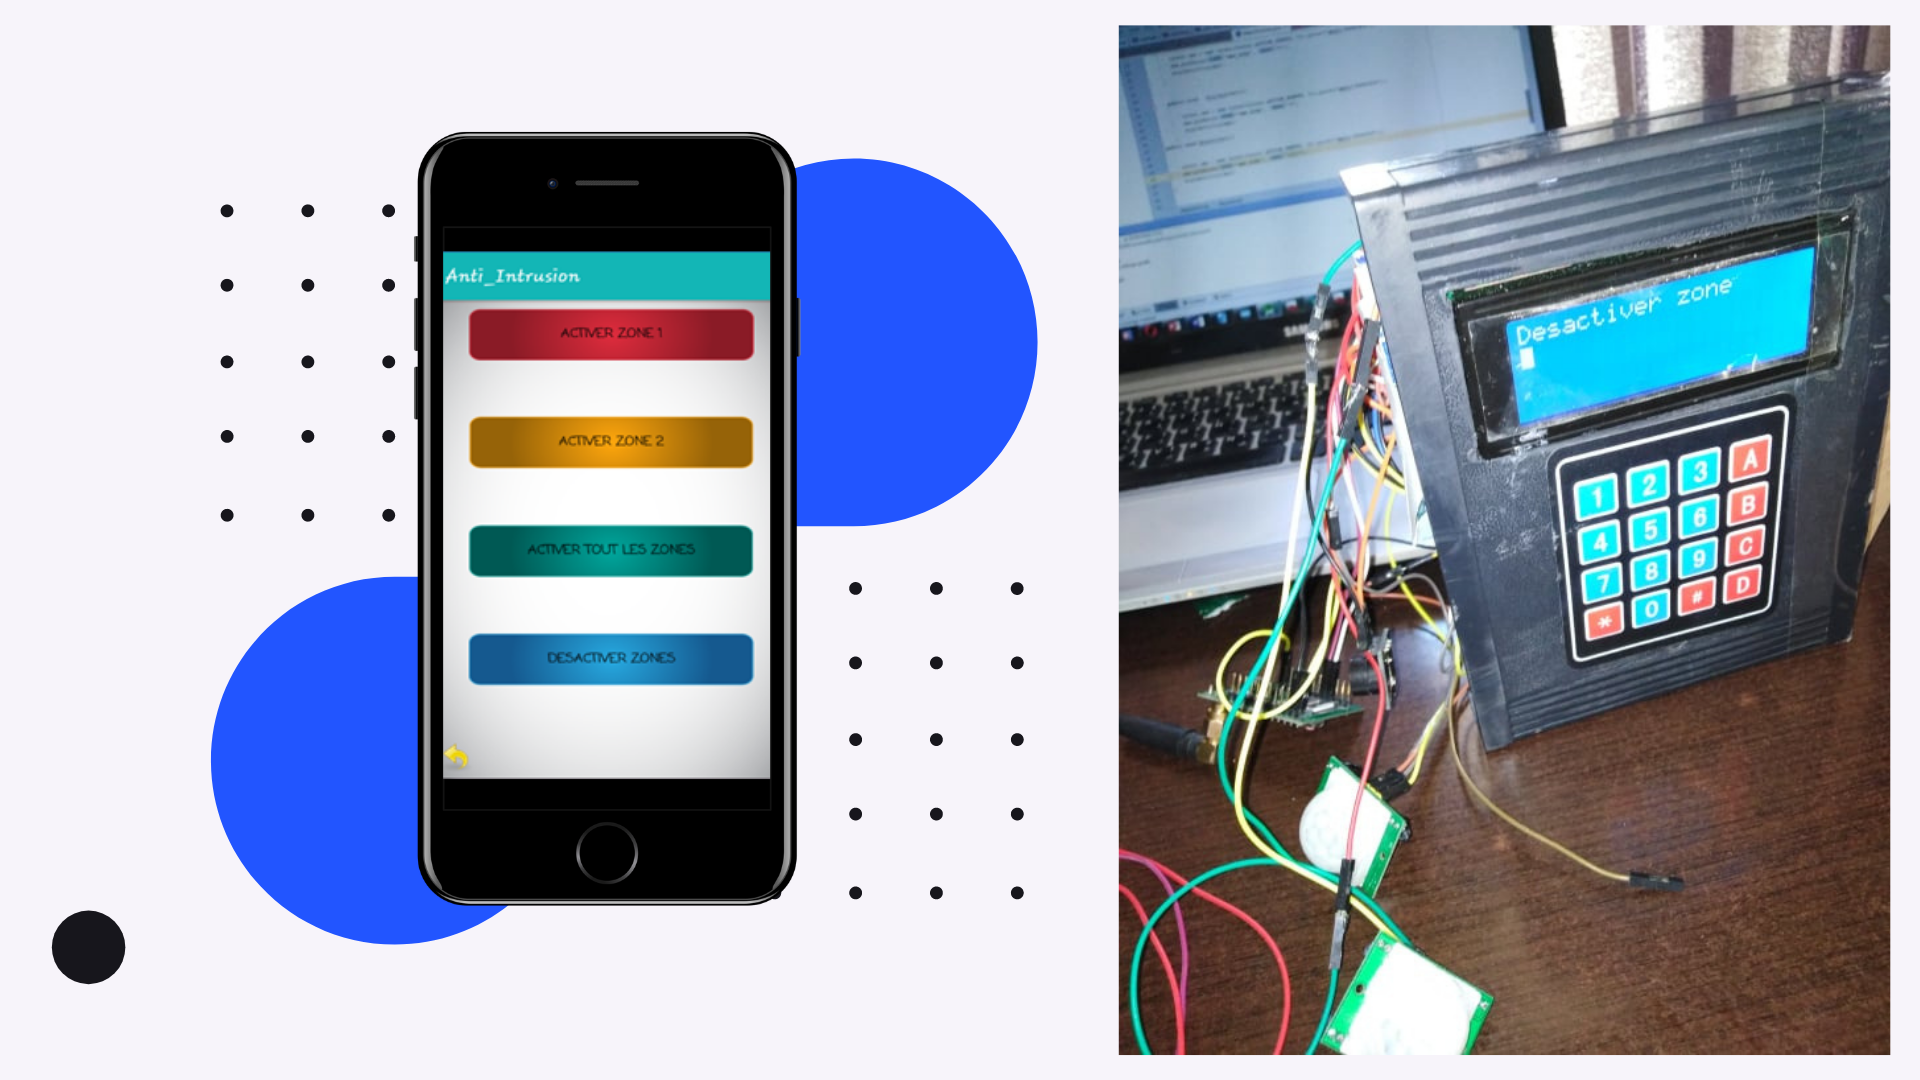 Anti_Intrusion
ACTIVER ZONE 1
ACTIVER ZONE 2
ACTIVER TOUT LES ZONES
DESACTIVER ZONES
SAMSUNG
Desactiver zone
1 2 3 A
4 5 6 B
7 8 9 C
* 0 # D